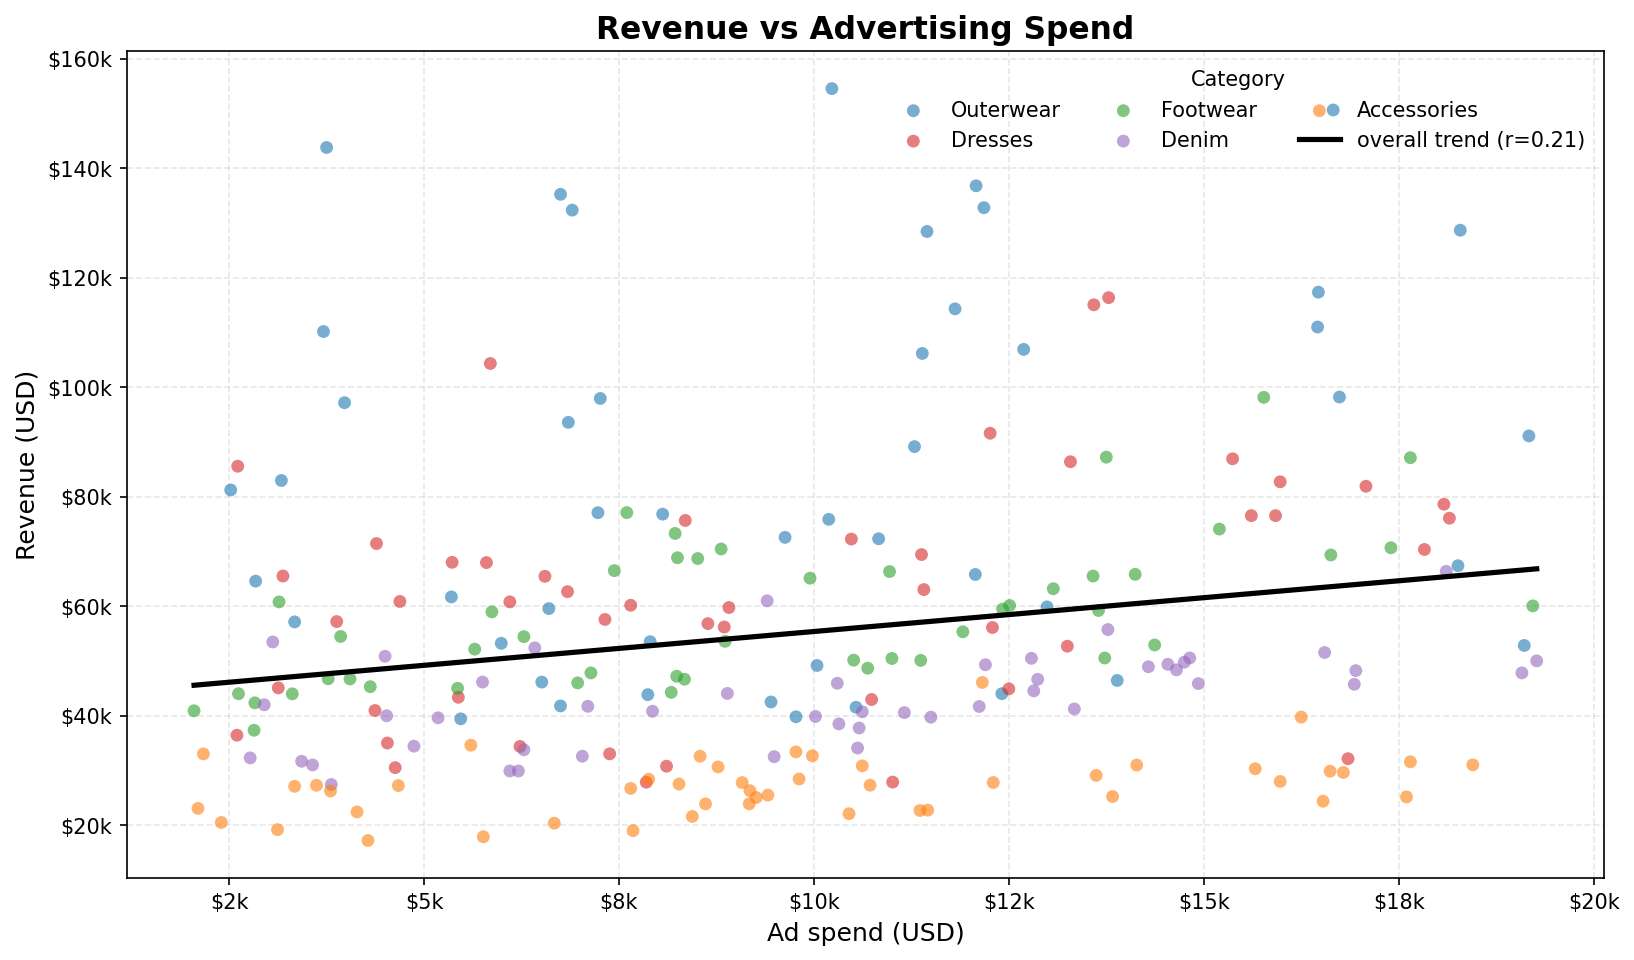 Revenue vs Advertising Spend
Revenue (USD)
$160k
$140k
$120k
$100k
$80k
$60k
$40k
$20k
Category
Outerwear
Dresses
Footwear
Denim
Accessories
overall trend (r=0.21)
$2k $5k $8k $10k $12k $15k $18k $20k
Ad spend (USD)